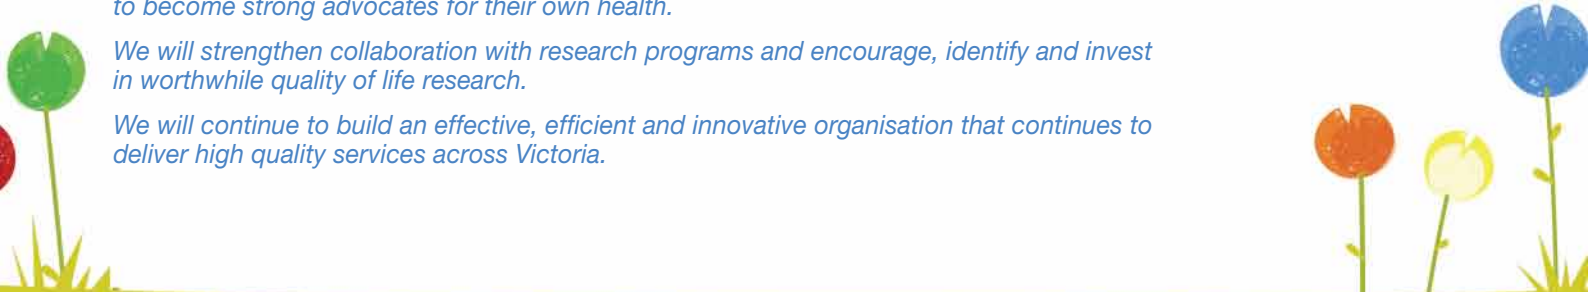 to become strong advocates for their own health.
We will strengthen collaboration with research programs and encourage, identify and invest
in worthwhile quality of life research.
We will continue to build an effective, efficient and innovative organisation that continues to
deliver high quality services across Victoria.